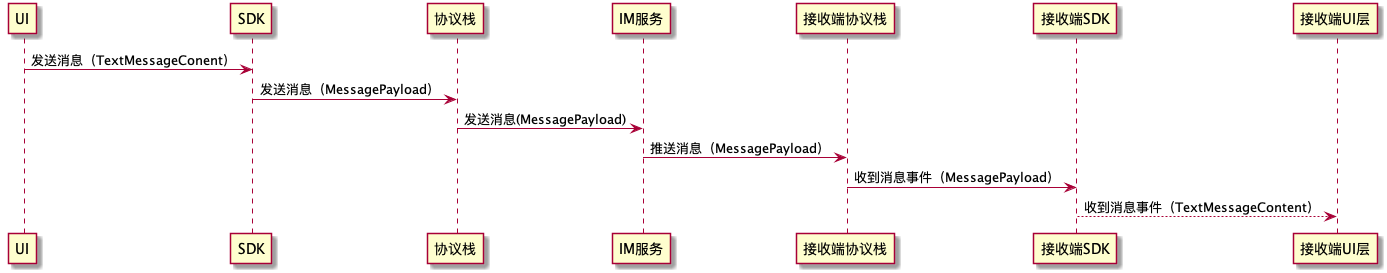 UI
SDK
协议栈
IM服务
接收端协议栈
接收端SDK
接收端UI层
发送消息（TextMessageConent）
发送消息（MessagePayload）
发送消息(MessagePayload)
推送消息（MessagePayload）
收到消息事件（MessagePayload）
收到消息事件（TextMessageContent）
UI
SDK
协议栈
IM服务
接收端协议栈
接收端SDK
接收端UI层